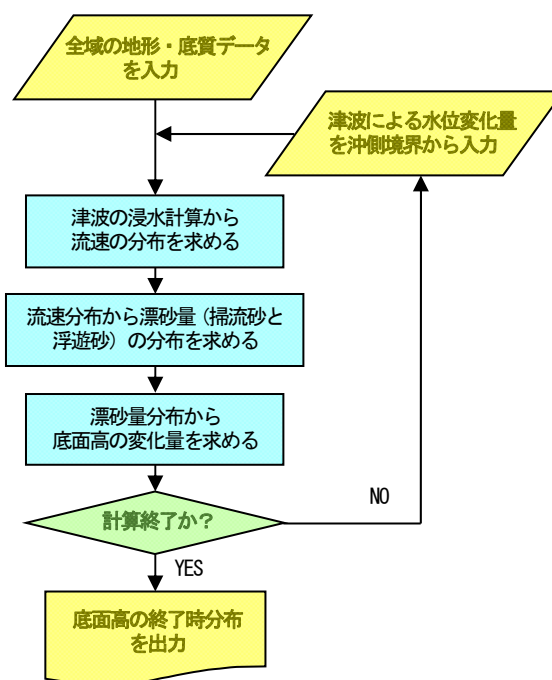 全域の地形・底質データ
を入力
津波による水位変化量
を沖側境界から入力
津波の浸水計算から
流速の分布を求める
流速分布から漂砂量（掃流砂と
浮遊砂）の分布を求める
漂砂量分布から
底面高の変化量を求める
計算終了か？
NO
YES
底面高の終了時分布
を出力